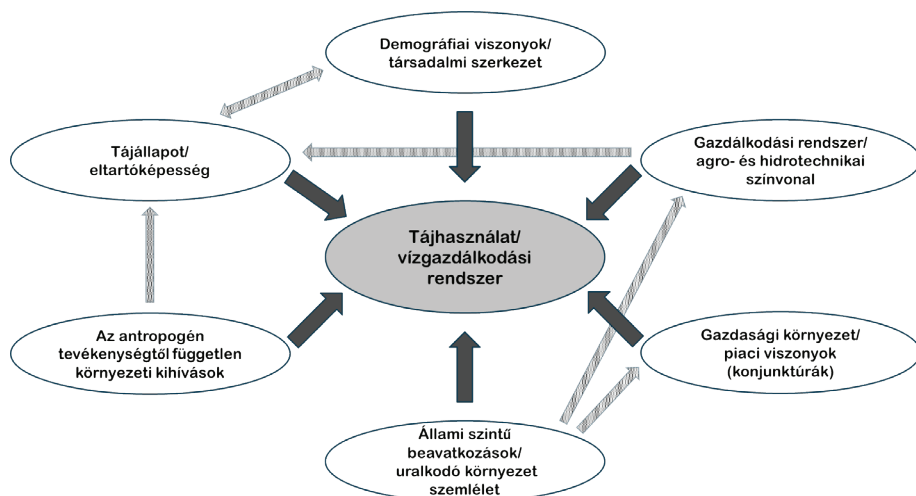 Demográfiai viszonyok/
társadalmi szerkezet
Tájállapot/
eltartóképesség
Gazdálkodási rendszer/
agro- és hidrotechnikai
színvonal
Tájhasználat/
vízgazdálkodási
rendszer
Az antropogén
tevékenységtől független
környezeti kihívások
Gazdasági környezet/
piaci viszonyok
(konjunktúrák)
Állami szintű
beavatkozások/
uralkodó környezet
szemlélet